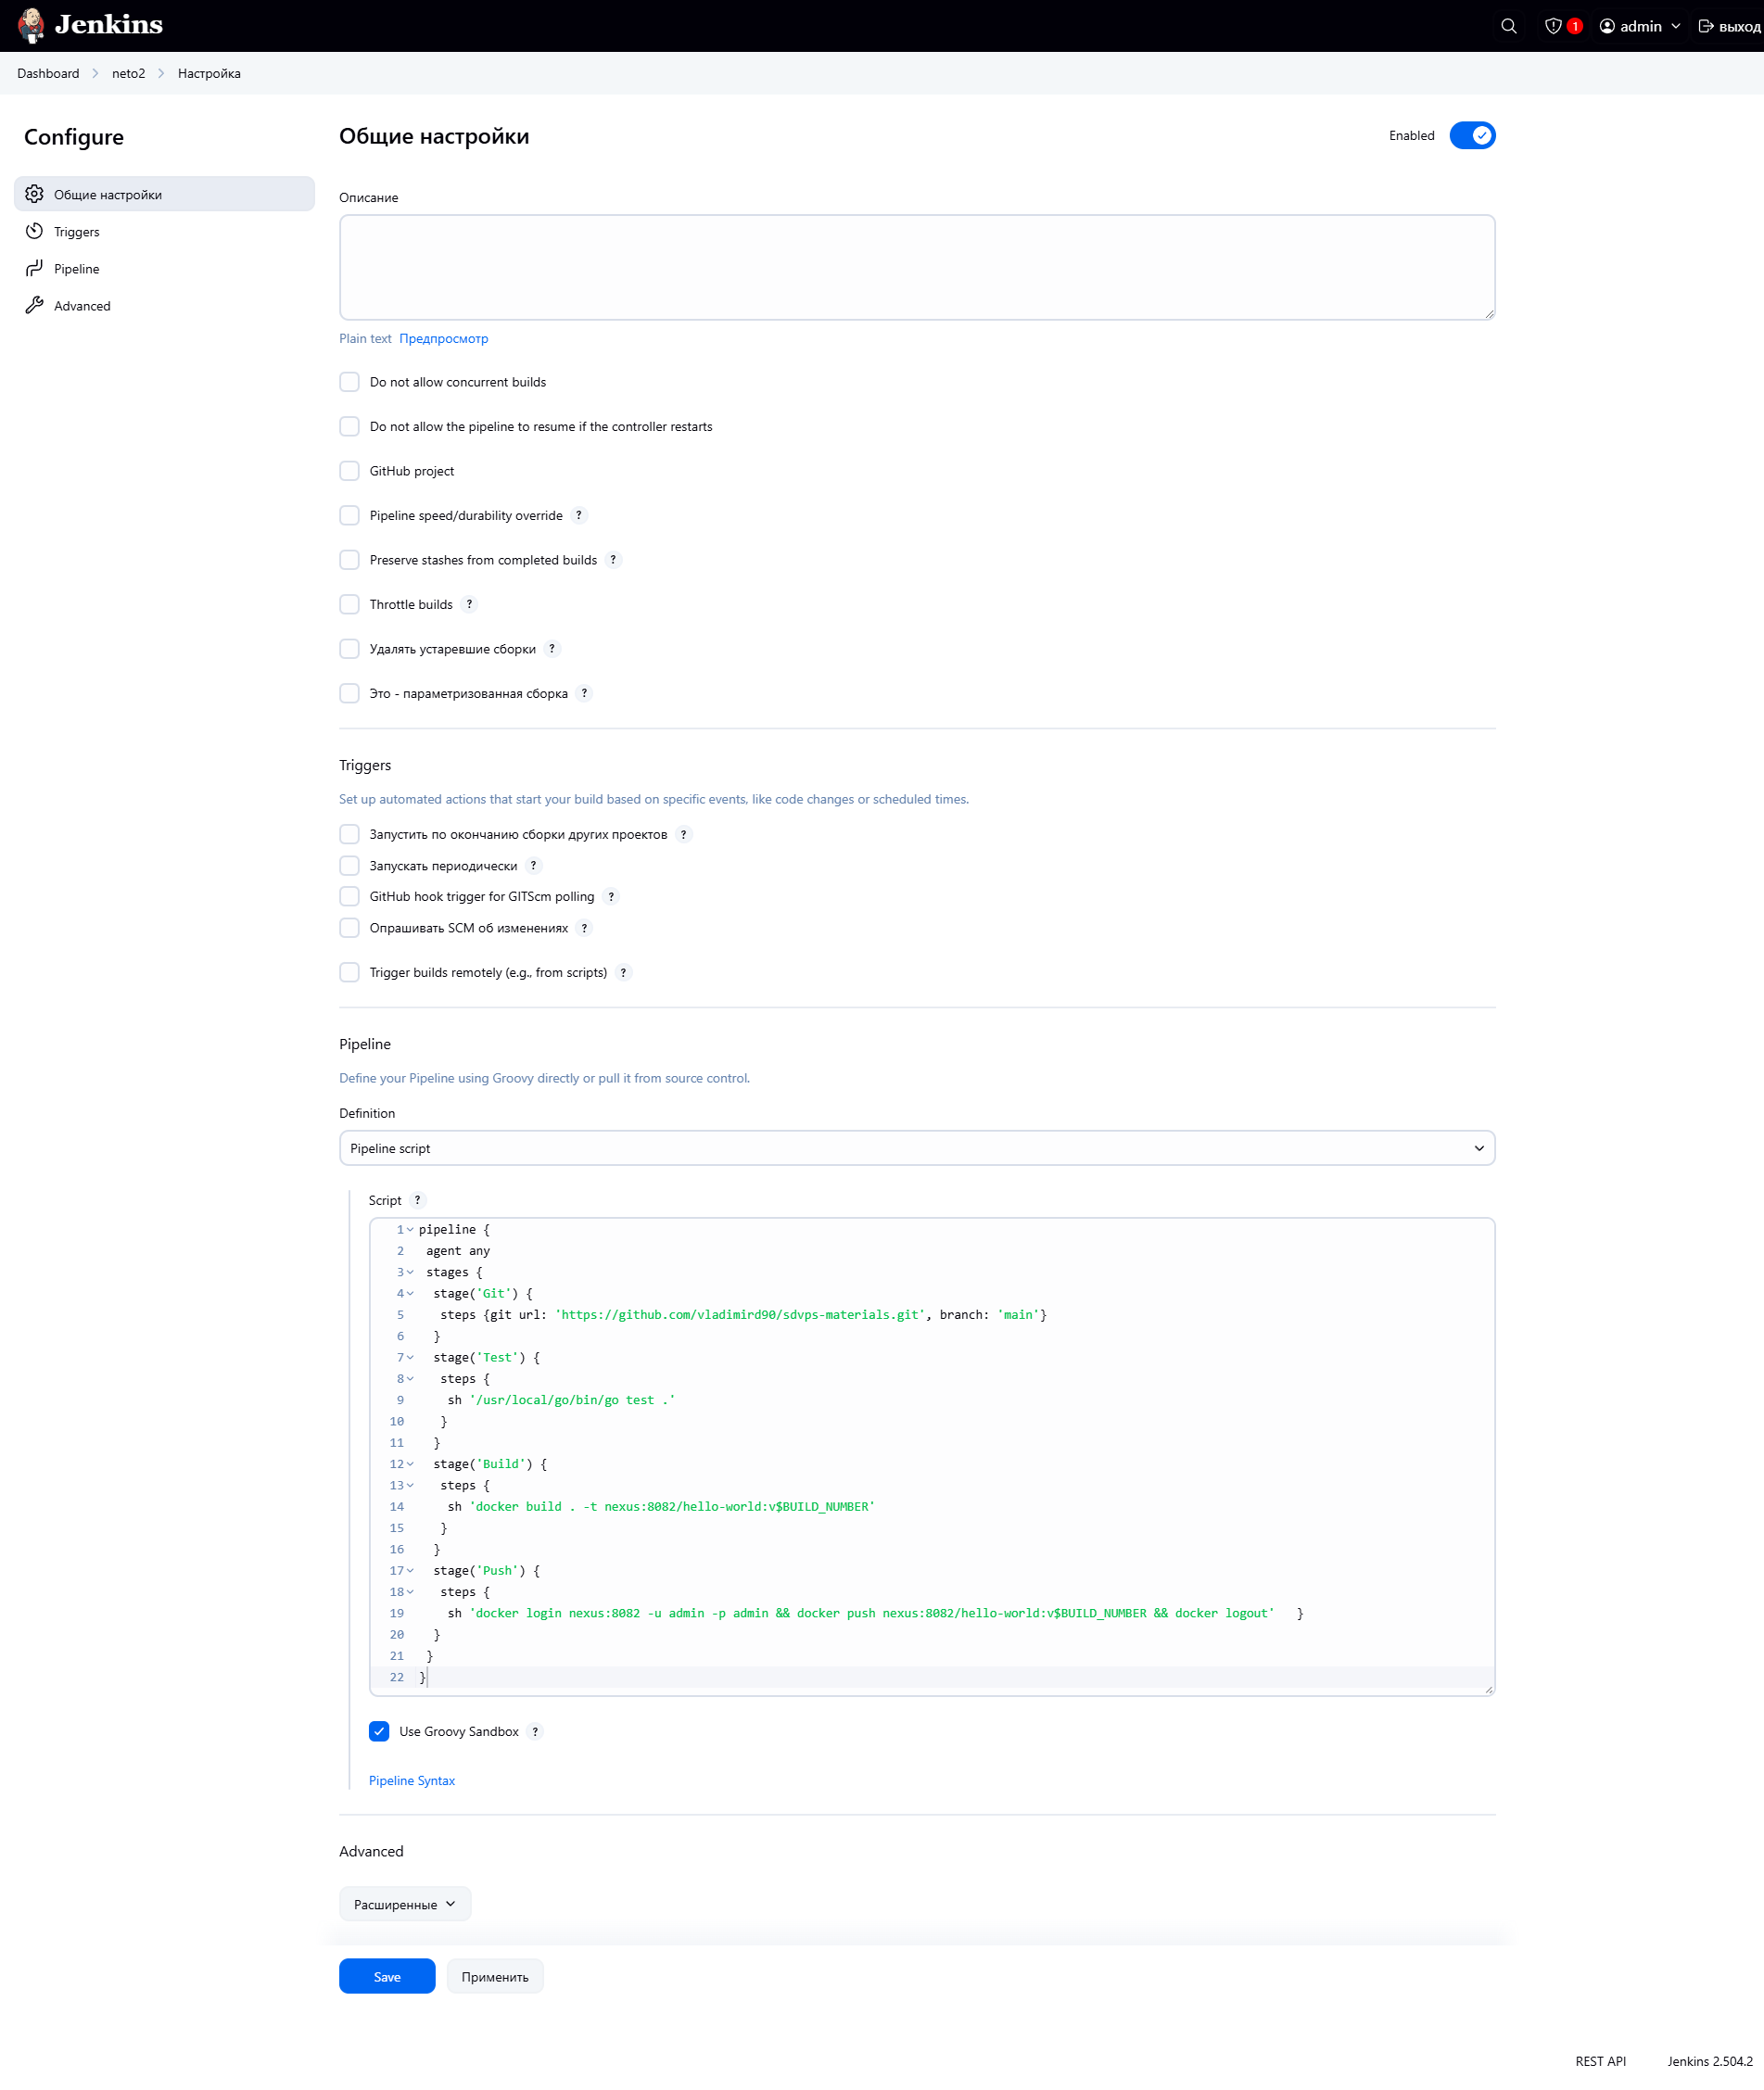 Jenkins
1
admin
выход
Dashboard
neto2
Настройка
Configure
Общие настройки
Triggers
Pipeline
Advanced
Общие настройки
Enabled
Описание
Plain text Предпросмотр
Do not allow concurrent builds
Do not allow the pipeline to resume if the controller restarts
GitHub project
Pipeline speed/durability override ?
Preserve stashes from completed builds ?
Throttle builds ?
Удалять устаревшие сборки ?
Это - параметризованная сборка ?
Triggers
Set up automated actions that start your build based on specific events, like code changes or scheduled times.
Запустить по окончанию сборки других проектов ?
Запускать периодически ?
GitHub hook trigger for GITScm polling ?
Опрашивать SCM об изменениях ?
Trigger builds remotely (e.g., from scripts) ?
Pipeline
Define your Pipeline using Groovy directly or pull it from source control.
Definition
Pipeline script
Script ?
1 pipeline {
2 agent any
3 stages {
4 stage('Git') {
5 steps {git url: 'https://github.com/vladimird90/sdvps-materials.git', branch: 'main'}
6 }
7 stage('Test') {
8 steps {
9 sh '/usr/local/go/bin/go test .'
10 }
11 }
12 stage('Build') {
13 steps {
14 sh 'docker build . -t nexus:8082/hello-world:v$BUILD_NUMBER'
15 }
16 }
17 stage('Push') {
18 steps {
19 sh 'docker login nexus:8082 -u admin -p admin && docker push nexus:8082/hello-world:v$BUILD_NUMBER && docker logout' }
20 }
21 }
22 }
Use Groovy Sandbox ?
Pipeline Syntax
Advanced
Расширенные
Save
Применить
REST API
Jenkins 2.504.2